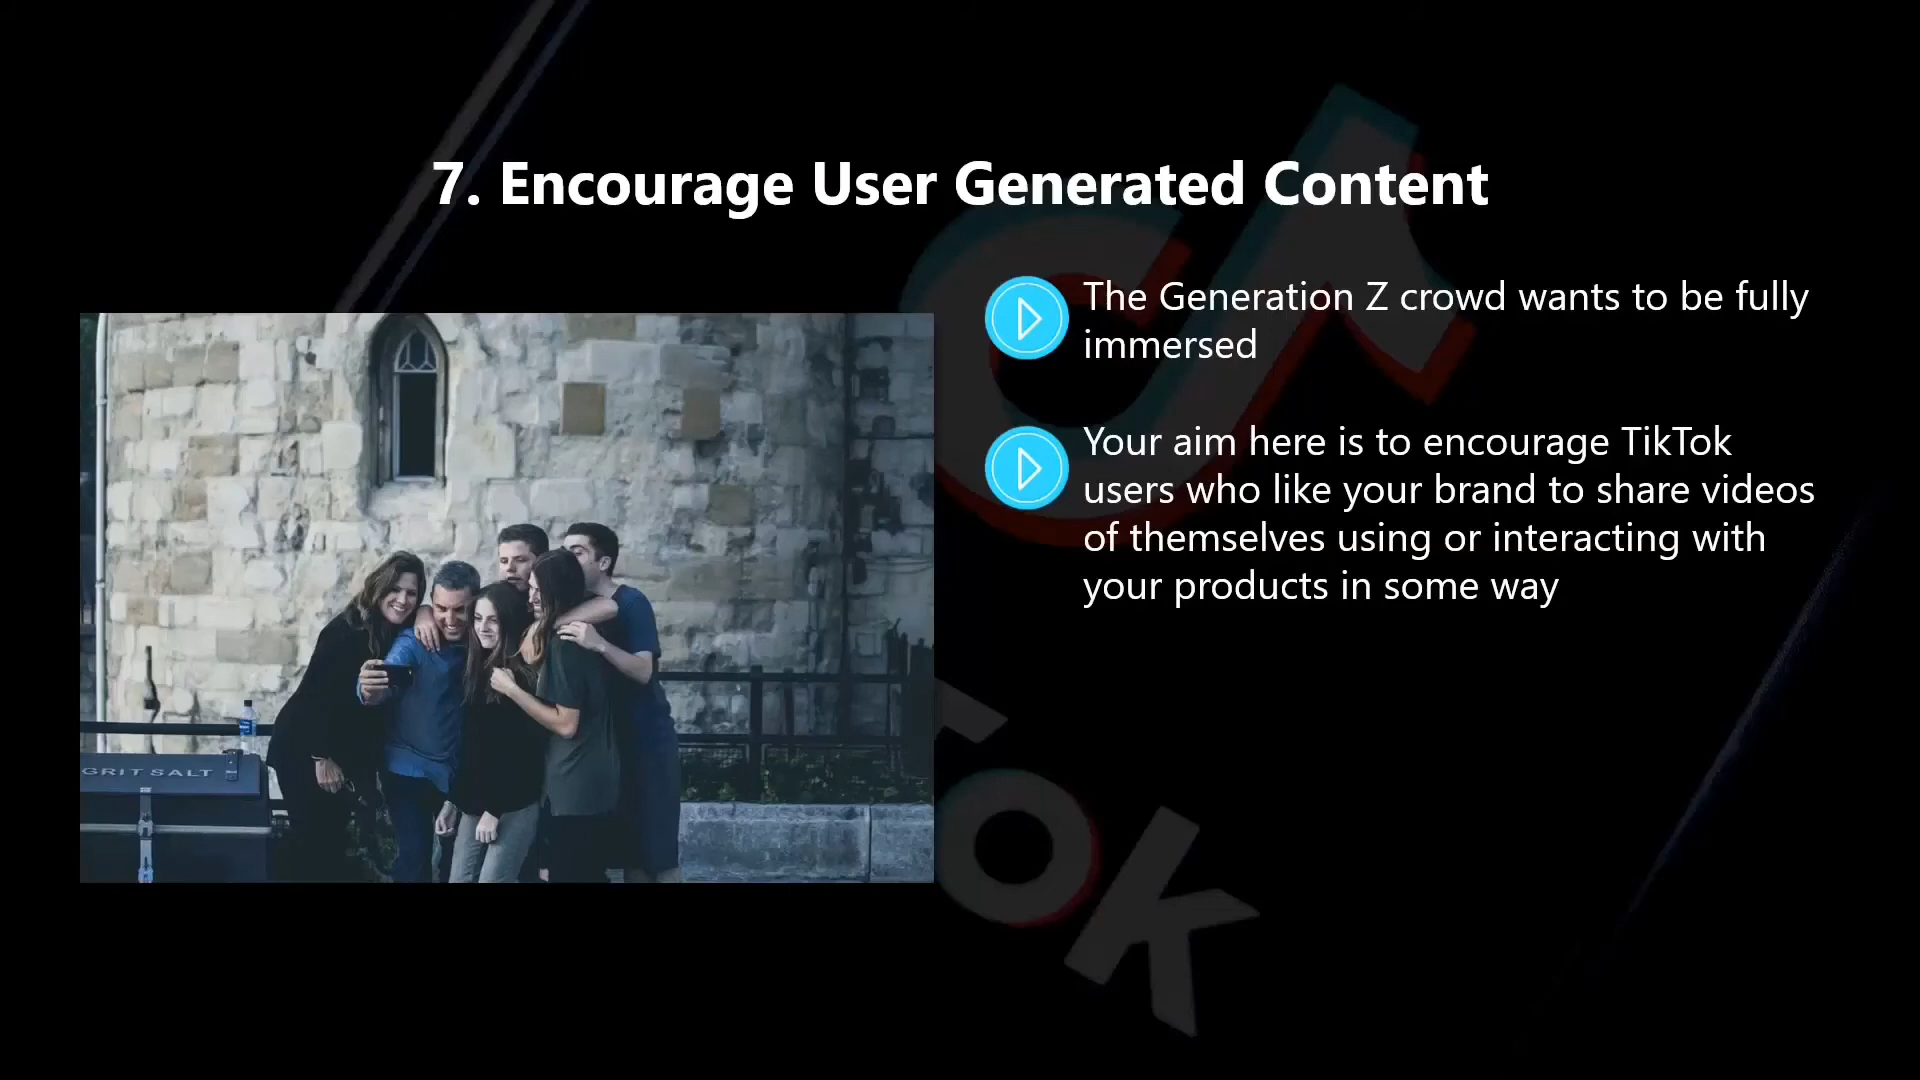 7. Encourage User Generated Content
The Generation Z crowd wants to be fully
immersed
Your aim here is to encourage TikTok
users who like your brand to share videos
of themselves using or interacting with
your products in some way
GRIT SALT
Tok